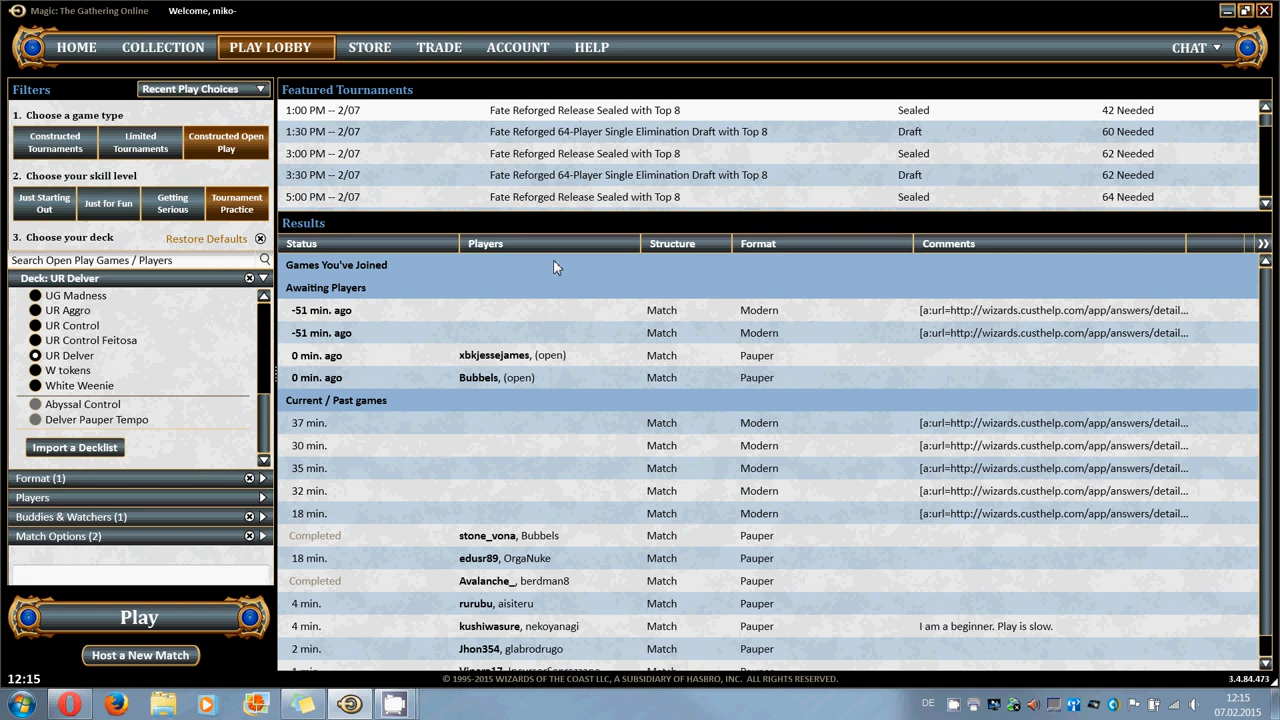 Magic: The Gathering Online Welcome, miko-
HOME COLLECTION PLAY LOBBY STORE TRADE ACCOUNT HELP CHAT
Filters Recent Play Choices
1. Choose a game type
Constructed Tournaments Limited Tournaments Constructed Open Play
2. Choose your skill level
Just Starting Out Just for Fun Getting Serious Tournament Practice
3. Choose your deck Restore Defaults
Search Open Play Games / Players
Deck: UR Delver
UG Madness
UR Aggro
UR Control
UR Control Feitosa
UR Delver
W tokens
White Weenie
Abyssal Control
Delver Pauper Tempo
Import a Decklist
Format (1)
Players
Buddies & Watchers (1)
Match Options (2)
Play
Host a New Match
Featured Tournaments
1:00 PM -- 2/07 Fate Reforged Release Sealed with Top 8 Sealed 42 Needed
1:30 PM -- 2/07 Fate Reforged 64-Player Single Elimination Draft with Top 8 Draft 60 Needed
3:00 PM -- 2/07 Fate Reforged Release Sealed with Top 8 Sealed 62 Needed
3:30 PM -- 2/07 Fate Reforged 64-Player Single Elimination Draft with Top 8 Draft 62 Needed
5:00 PM -- 2/07 Fate Reforged Release Sealed with Top 8 Sealed 64 Needed
Results
Status Players Structure Format Comments
Games You've Joined
Awaiting Players
-51 min. ago Match Modern [a:url=http://wizards.custhelp.com/app/answers/detail...
-51 min. ago Match Modern [a:url=http://wizards.custhelp.com/app/answers/detail...
0 min. ago xbkjessejames, (open) Match Pauper
0 min. ago Bubbels, (open) Match Pauper
Current / Past games
37 min. Match Modern [a:url=http://wizards.custhelp.com/app/answers/detail...
30 min. Match Modern [a:url=http://wizards.custhelp.com/app/answers/detail...
35 min. Match Modern [a:url=http://wizards.custhelp.com/app/answers/detail...
32 min. Match Modern [a:url=http://wizards.custhelp.com/app/answers/detail...
18 min. Match Modern [a:url=http://wizards.custhelp.com/app/answers/detail...
Completed stone_vona, Bubbels Match Pauper
18 min. edusr89, OrgaNuke Match Pauper
Completed Avalanche_, berdman8 Match Pauper
4 min. rurubu, aisiteru Match Pauper
4 min. kushiwasure, nekoyanagi Match Pauper I am a beginner. Play is slow.
2 min. Jhon354, glabrodrugo Match Pauper
12:15 © 1995-2015 WIZARDS OF THE COAST LLC, A SUBSIDIARY OF HASBRO, INC. ALL RIGHTS RESERVED. 3.4.84.473
DE 12:15
07.02.2015